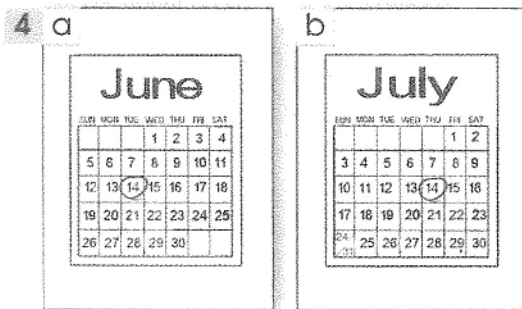 4 a b
June
SUN MON TUE WED THU FRI SAT
1 2 3 4
5 6 7 8 9 10 11
12 13 14 15 16 17 18
19 20 21 22 23 24 25
26 27 28 29 30
July
SUN MON TUE WED THU FRI SAT
1 2
3 4 5 6 7 8 9
10 11 12 13 14 15 16
17 18 19 20 21 22 23
24/31 25 26 27 28 29 30